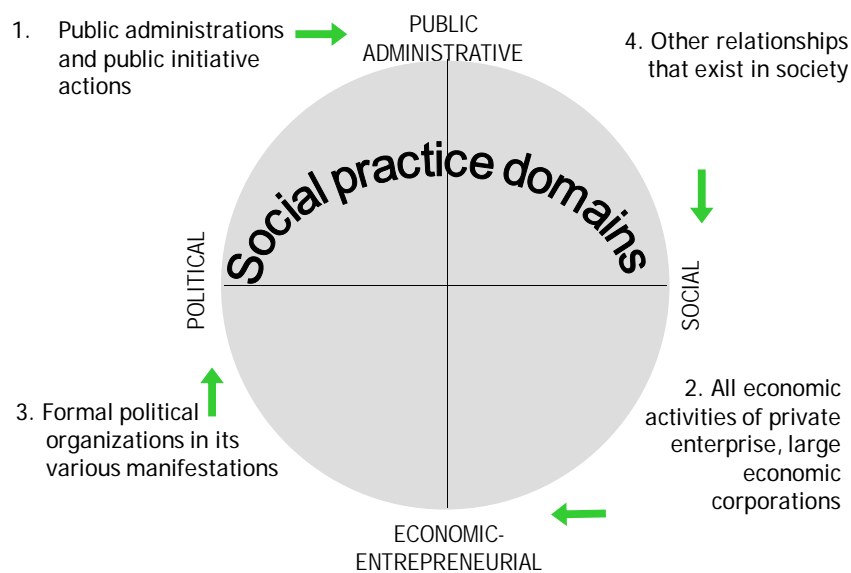 1. Public administrations
and public initiative
actions
PUBLIC
ADMINISTRATIVE
4. Other relationships
that exist in society
Social practice domains
POLITICAL
SOCIAL
3. Formal political
organizations in its
various manifestations
2. All economic
activities of private
enterprise, large
economic
corporations
ECONOMIC-
ENTREPRENEURIAL